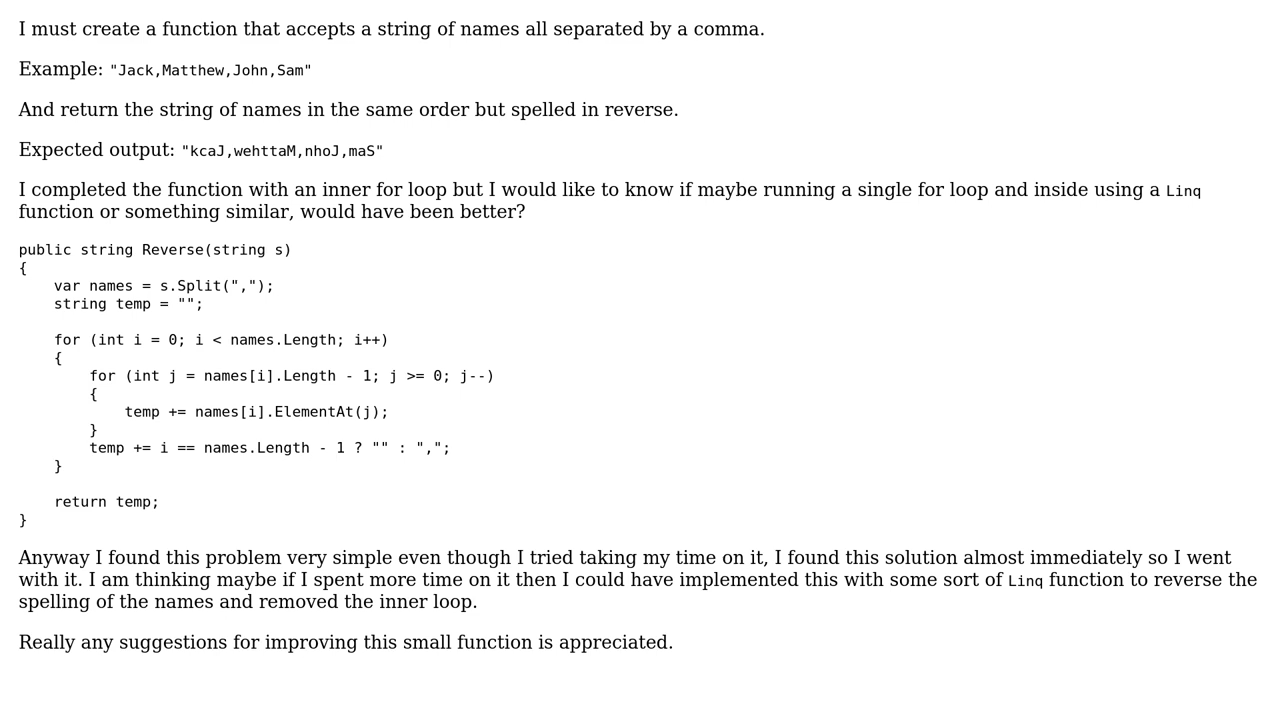 I must create a function that accepts a string of names all separated by a comma.
Example: "Jack,Matthew,John,Sam"
And return the string of names in the same order but spelled in reverse.
Expected output: "kcaJ,wehttaM,nhoJ,maS"
I completed the function with an inner for loop but I would like to know if maybe running a single for loop and inside using a Linq
function or something similar, would have been better?
public string Reverse(string s)
{
    var names = s.Split(",");
    string temp = "";

    for (int i = 0; i < names.Length; i++)
    {
        for (int j = names[i].Length - 1; j >= 0; j--)
        {
            temp += names[i].ElementAt(j);
        }
        temp += i == names.Length - 1 ? "" : ",";
    }

    return temp;
}
Anyway I found this problem very simple even though I tried taking my time on it, I found this solution almost immediately so I went
with it. I am thinking maybe if I spent more time on it then I could have implemented this with some sort of Linq function to reverse the
spelling of the names and removed the inner loop.
Really any suggestions for improving this small function is appreciated.